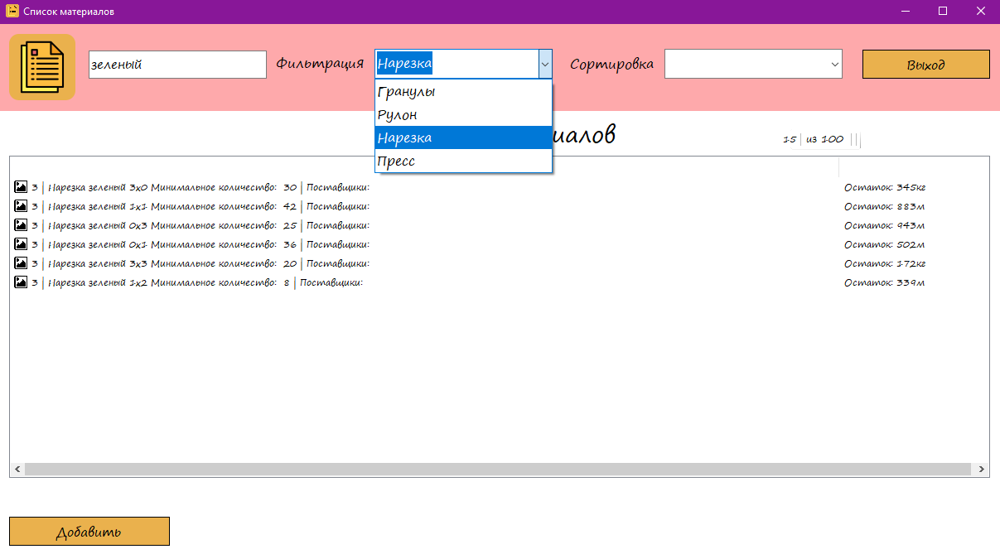 Список материалов
зеленый Фильтрация Нарезка Сортировка Выход
Гранулы
Рулон
Нарезка
Пресс
иалов
15 из 100
3 Нарезка зеленый 3x0 Минимальное количество: 30 Поставщики: Остаток: 345кг
3 Нарезка зеленый 1x1 Минимальное количество: 42 Поставщики: Остаток: 883м
3 Нарезка зеленый 0x3 Минимальное количество: 25 Поставщики: Остаток: 943м
3 Нарезка зеленый 0x1 Минимальное количество: 36 Поставщики: Остаток: 502м
3 Нарезка зеленый 3x3 Минимальное количество: 20 Поставщики: Остаток: 172кг
3 Нарезка зеленый 1x2 Минимальное количество: 8 Поставщики: Остаток: 339м
Добавить